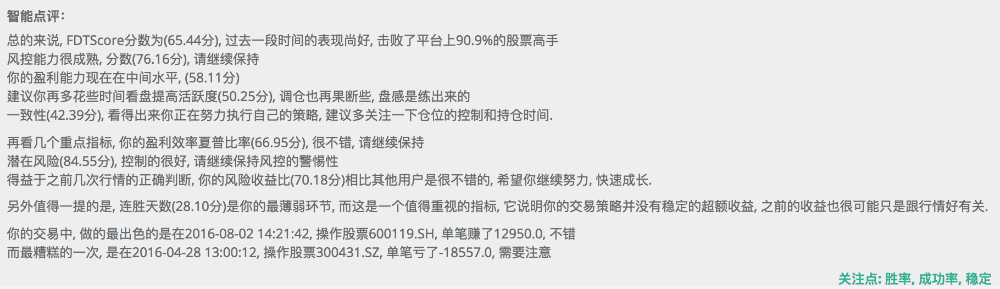 智能点评：
总的来说, FDTScore分数为(65.44分), 过去一段时间的表现尚好, 击败了平台上90.9%的股票高手
风控能力很成熟, 分数(76.16分), 请继续保持
你的盈利能力现在在中间水平, (58.11分)
建议你再多花些时间看盘提高活跃度(50.25分), 调仓也再果断些, 盘感是练出来的
一致性(42.39分), 看得出来你正在努力执行自己的策略, 建议多关注一下仓位的控制和持仓时间.
再看几个重点指标, 你的盈利效率夏普比率(66.95分), 很不错, 请继续保持
潜在风险(84.55分), 控制的很好, 请继续保持风控的警惕性
得益于之前几次行情的正确判断, 你的风险收益比(70.18分)相比其他用户是很不错的, 希望你继续努力, 快速成长.
另外值得一提的是, 连胜天数(28.10分)是你的最薄弱环节, 而这是一个值得重视的指标, 它说明你的交易策略并没有稳定的超额收益, 之前的收益也很可能只是跟行情好有关.
你的交易中, 做的最出色的是在2016-08-02 14:21:42, 操作股票600119.SH, 单笔赚了12950.0, 不错
而最糟糕的一次, 是在2016-04-28 13:00:12, 操作股票300431.SZ, 单笔亏了-18557.0, 需要注意
关注点: 胜率, 成功率, 稳定